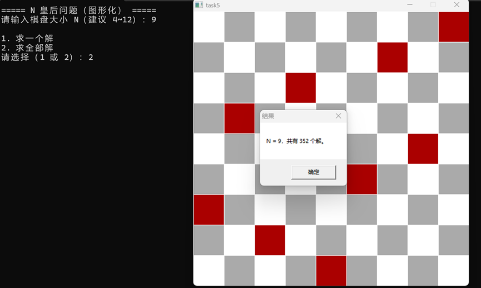 ===== N 皇后问题 (图形化) =====
请输入棋盘大小 N (建议 4~12) : 9
1. 求一个解
2. 求全部解
请选择 (1 或 2) : 2
task5
结果
N = 9，共有 352 个解。
确定